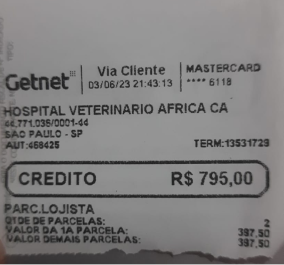 Getnet
Via Cliente
03/06/23 21:43:13
MASTERCARD
**** 6118
HOSPITAL VETERINARIO AFRICA CA
44.771.035/0001-44
SAO PAULO - SP
AUT:468425 TERM:13531729
CREDITO R$ 795,00
PARC.LOJISTA
QTDE DE PARCELAS: 2
VALOR DA 1A PARCELA: 397,50
VALOR DEMAIS PARCELAS: 397,50